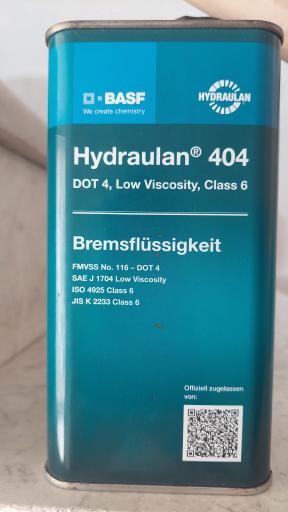 BASF
We create chemistry
HYDRAULAN
Hydraulan® 404
DOT 4, Low Viscosity, Class 6
Bremsflüssigkeit
FMVSS No. 116 – DOT 4
SAE J 1704 Low Viscosity
ISO 4925 Class 6
JIS K 2233 Class 6
Offiziell zugelassen
von: